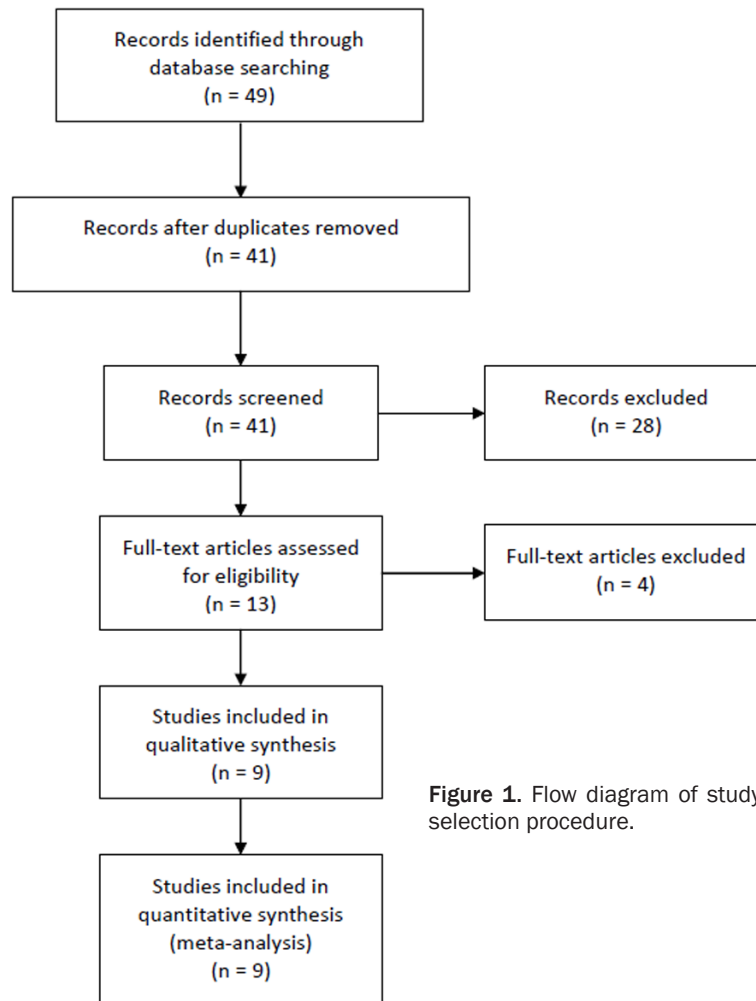 Records identified through
database searching
(n = 49)
Records after duplicates removed
(n = 41)
Records screened
(n = 41)
Records excluded
(n = 28)
Full-text articles assessed
for eligibility
(n = 13)
Full-text articles excluded
(n = 4)
Studies included in
qualitative synthesis
(n = 9)
Figure 1. Flow diagram of study
selection procedure.
Studies included in
quantitative synthesis
(meta-analysis)
(n = 9)